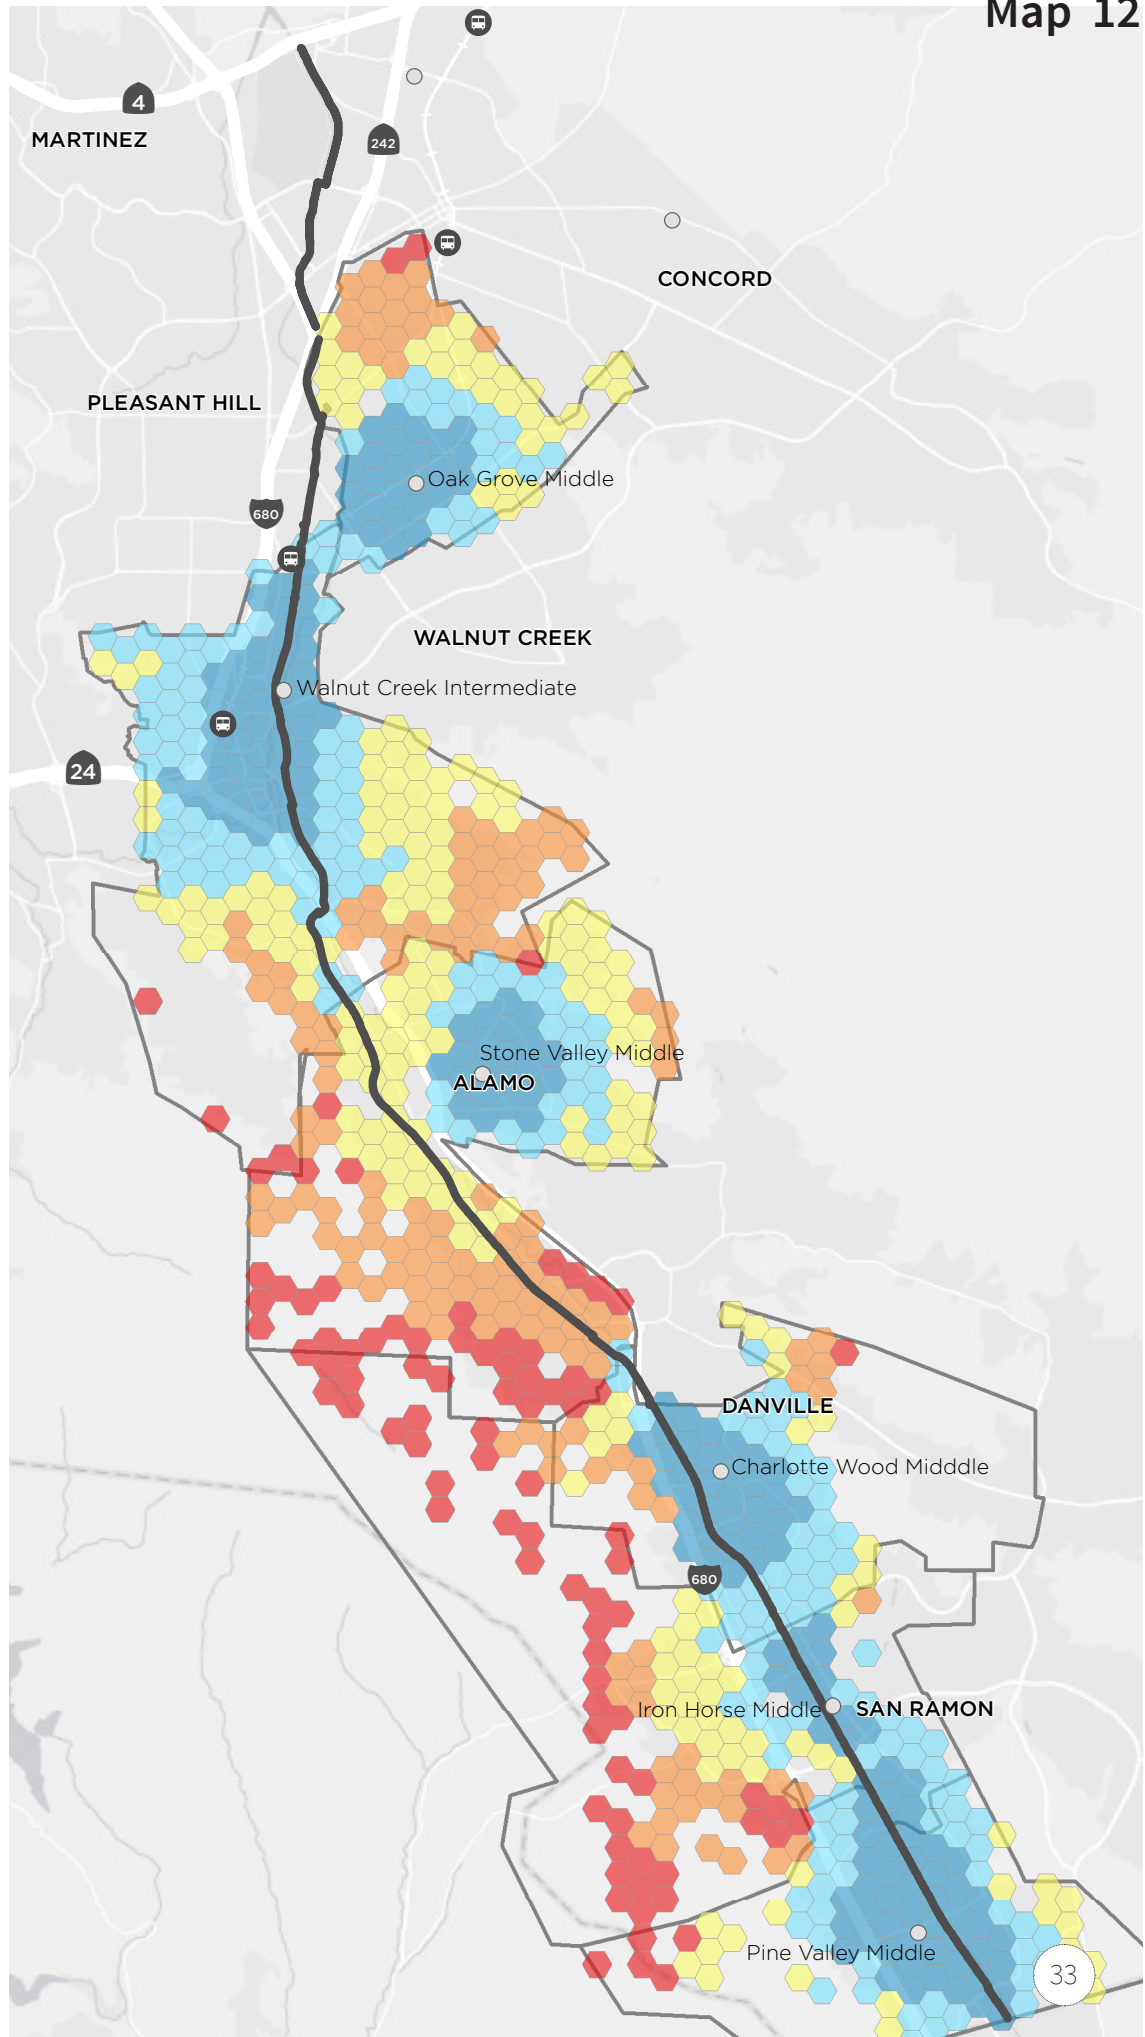 Map 12
4
MARTINEZ
242
CONCORD
PLEASANT HILL
Oak Grove Middle
680
WALNUT CREEK
Walnut Creek Intermediate
24
Stone Valley Middle
ALAMO
DANVILLE
Charlotte Wood Midddle
680
Iron Horse Middle
SAN RAMON
Pine Valley Middle
33